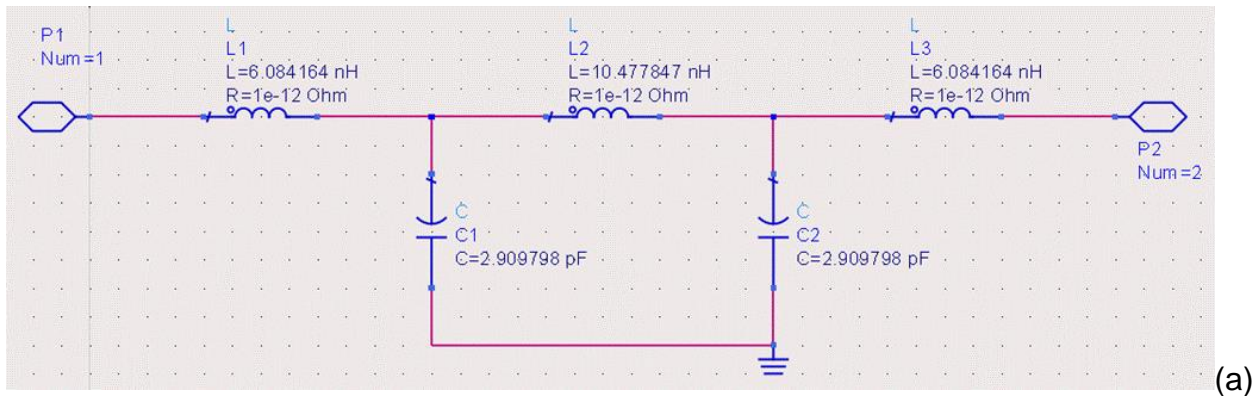 P1
Num=1
L
L1
L=6.084164 nH
R=1e-12 Ohm
L
L2
L=10.477847 nH
R=1e-12 Ohm
L
L3
L=6.084164 nH
R=1e-12 Ohm
P2
Num=2
C
C1
C=2.909798 pF
C
C2
C=2.909798 pF
(a)